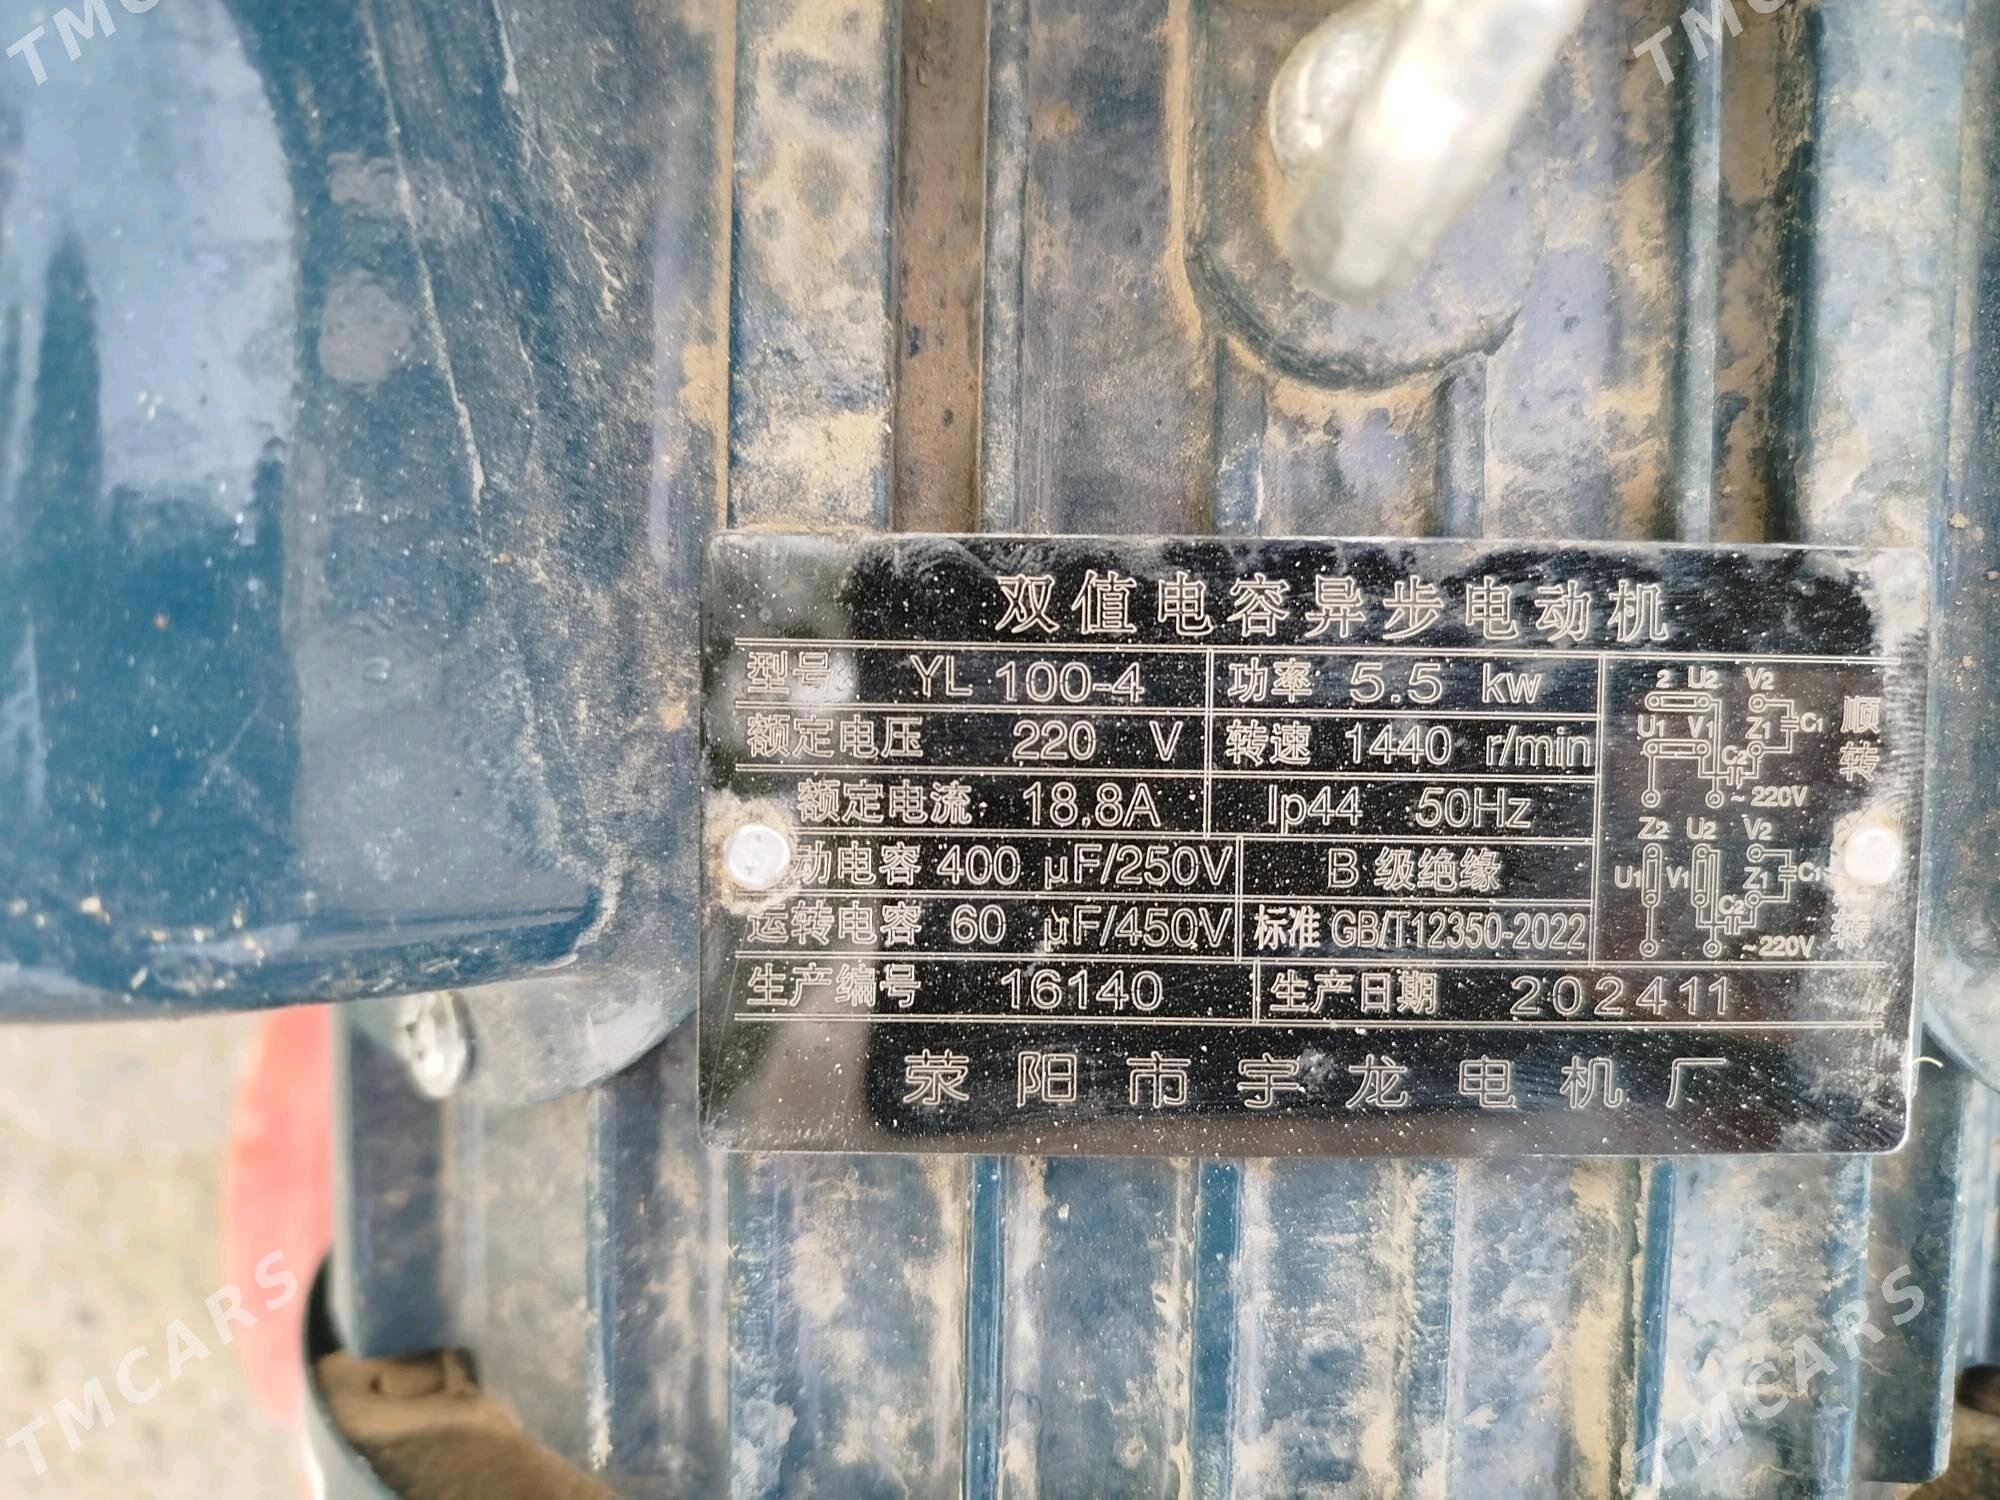 TMCARS
TMCARS
双值电容异步电动机
型号 YL 100-4 功率 5.5 kw
额定电压 220 V 转速 1440 r/min
额定电流 18.8A Ip44 50Hz
动电容 400 μF/250V B 级绝缘
运转电容 60 μF/450V 标准 GB/T12350-2022
生产编号 16140 生产日期 202411
2 U2 V2
U1 V1 Z1 C1
C2
~220V
顺转
Z2 U2 V2
U1 V1 Z1 C1
C2
~220V
转
荥阳市宇龙电机厂
TMCARS
TMCARS